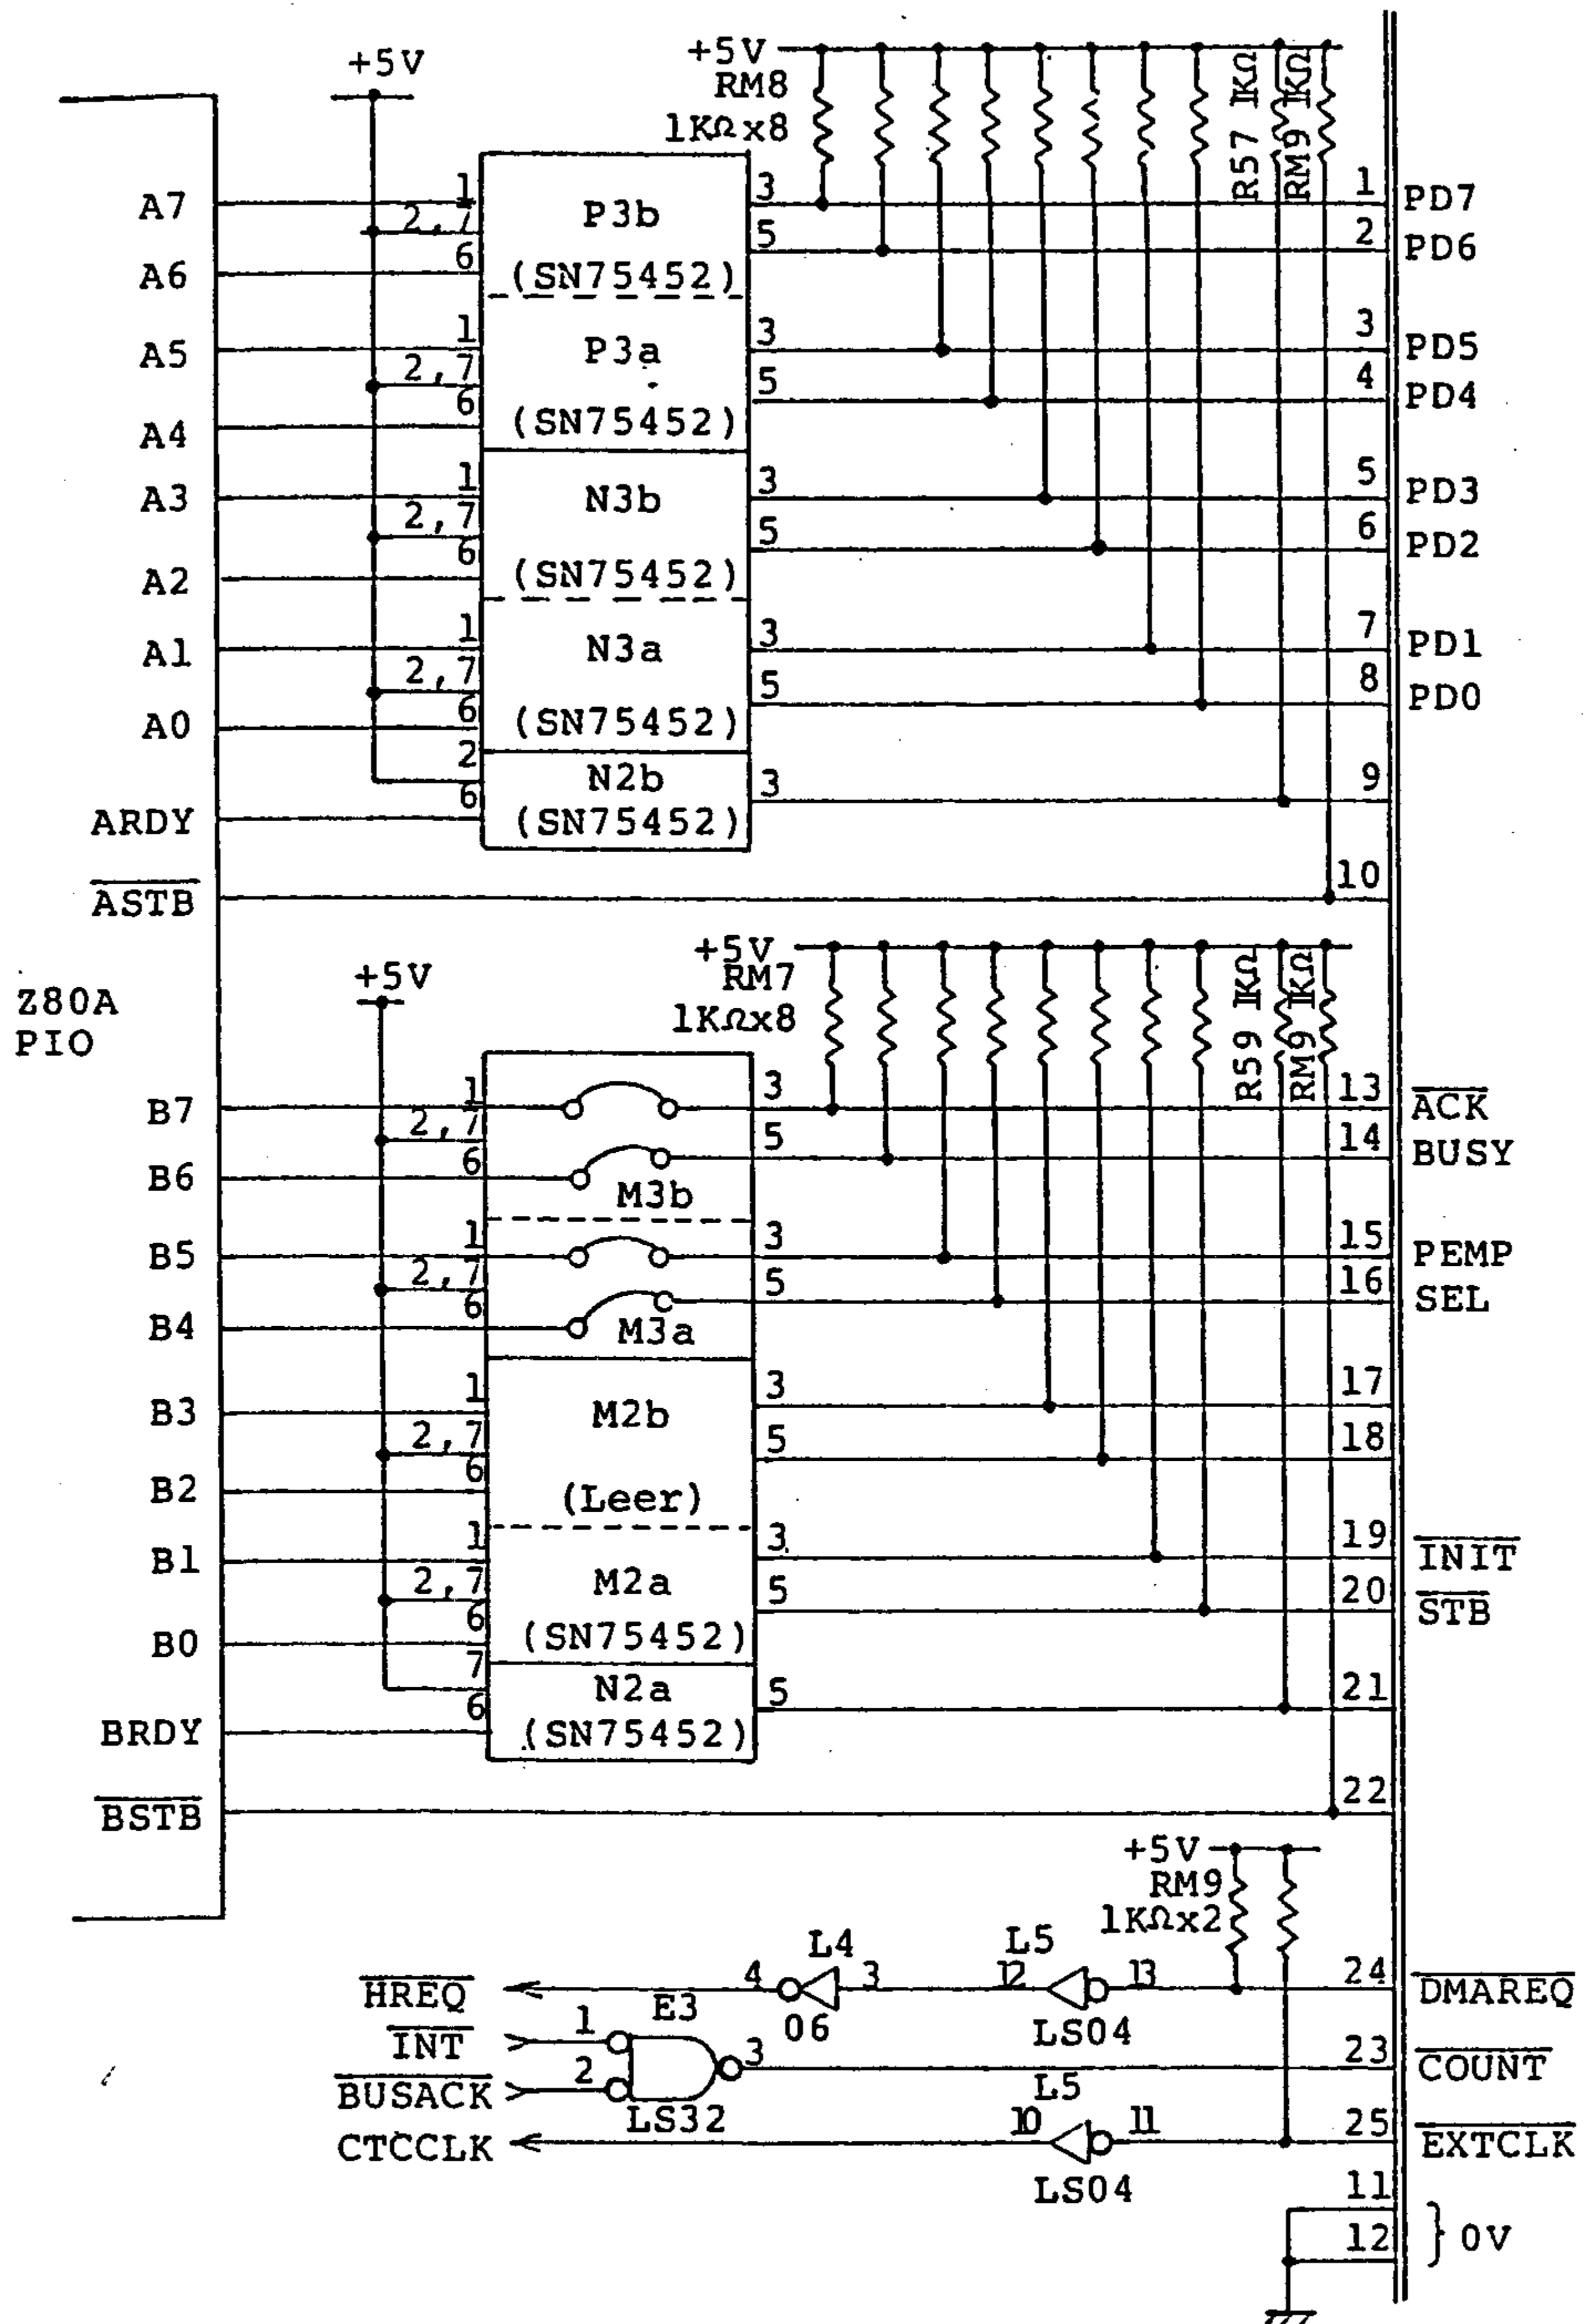 +5V
+5V
RM8
1KΩx8
R57 1KΩ
RM9 1KΩ
A7 1 P3b 3 1 PD7
2,7 5 2 PD6
A6 6 (SN75452)
A5 1 P3a 3 3 PD5
2,7 5 4 PD4
A4 6 (SN75452)
A3 1 N3b 3 5 PD3
2,7 5 6 PD2
A2 6 (SN75452)
A1 1 N3a 3 7 PD1
2,7 5 8 PD0
A0 6 (SN75452)
2 N2b 3 9
ARDY 6 (SN75452)
ASTB 10
Z80A
PIO
+5V
+5V
RM7
1KΩx8
R59 1KΩ
RM9 1KΩ
B7 1 3 13 ACK
2,7 5 14 BUSY
B6 6 M3b
B5 1 3 15 PEMP
2,7 5 16 SEL
B4 6 M3a
B3 1 M2b 3 17
2,7 5 18
B2 6 (Leer)
B1 1 M2a 3 19 INIT
2,7 5 20 STB
B0 6 (SN75452)
7 N2a 5 21
BRDY 6 (SN75452)
BSTB 22
+5V
RM9
1KΩx2
HREQ 4 L4 3 12 L5 13 24 DMAREQ
06 LS04
INT 1 E3 3 23 COUNT
BUSACK 2 LS32
CTCCLK 10 L5 11 25 EXTCLK
LS04
11
12 } 0V